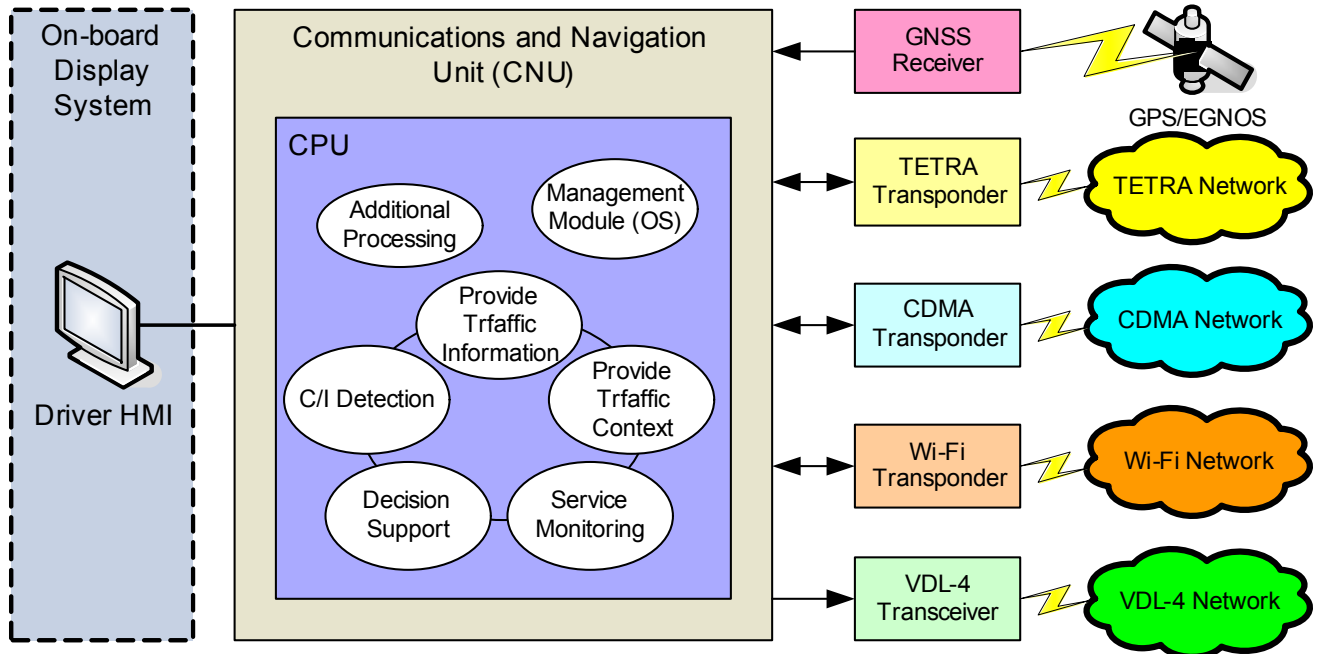 On-board
Display
System
Driver HMI
Communications and Navigation
Unit (CNU)
CPU
Additional
Processing
Management
Module (OS)
Provide
Trfaffic
Information
C/I Detection
Provide
Trfaffic
Context
Decision
Support
Service
Monitoring
GNSS
Receiver
GPS/EGNOS
TETRA
Transponder
TETRA Network
CDMA
Transponder
CDMA Network
Wi-Fi
Transponder
Wi-Fi Network
VDL-4
Transceiver
VDL-4 Network